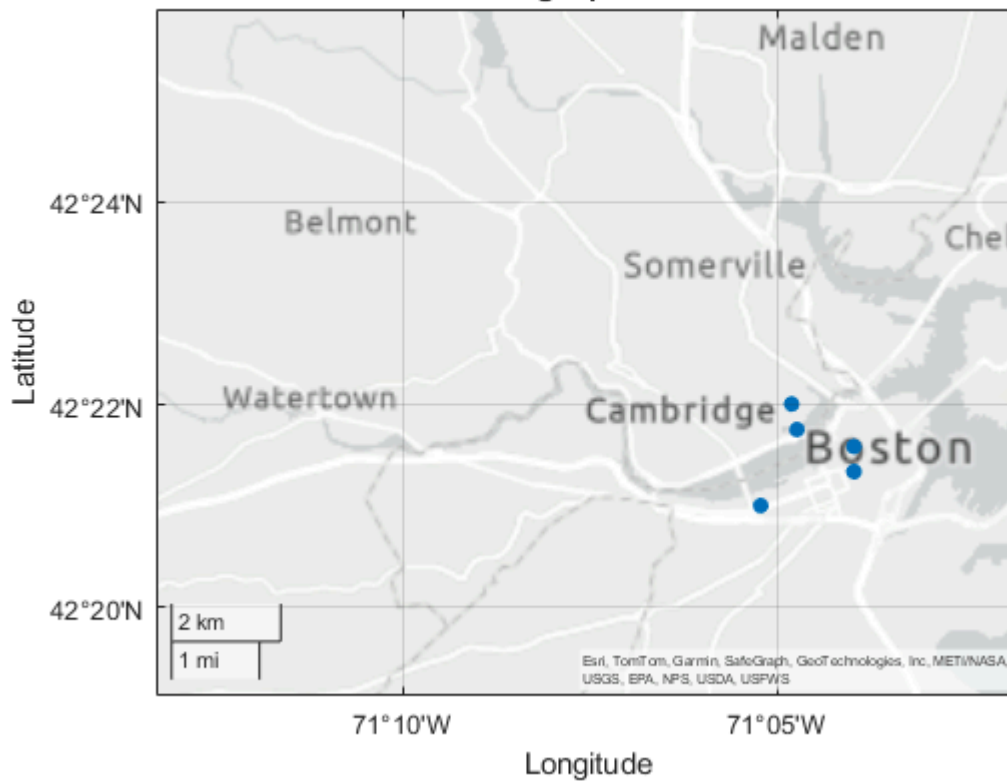 Malden
42°24'N
Belmont
Somerville
Latitude
Watertown
42°22'N
Cambridge
Boston
42°20'N
2 km
1 mi
Esri, TomTom, Garmin, SafeGraph, GeoTechnologies, Inc, METI/NASA,
USGS, EPA, NPS, USDA, USFWS
71°10'W
71°05'W
Longitude